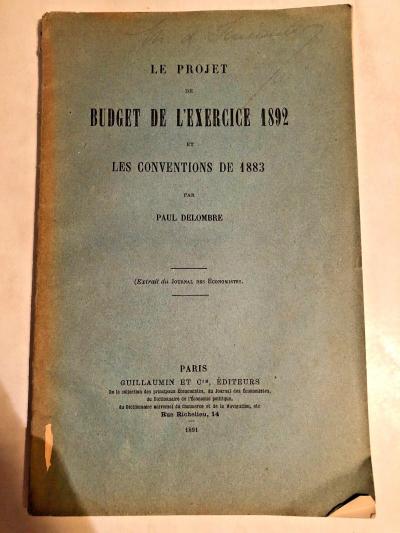 LE PROJET
DE
BUDGET DE L'EXERCICE 1892
ET
LES CONVENTIONS DE 1883
PAR
PAUL DELOMBRE
(Extrait du JOURNAL DES ÉCONOMISTES.
PARIS
GUILLAUMIN ET Cie, ÉDITEURS
De la collection des principaux Économistes, du Journal des Économistes,
du Dictionnaire de l'Économie politique,
du Dictionnaire universel du Commerce et de la Navigation, etc
Rue Richelieu, 14
1891